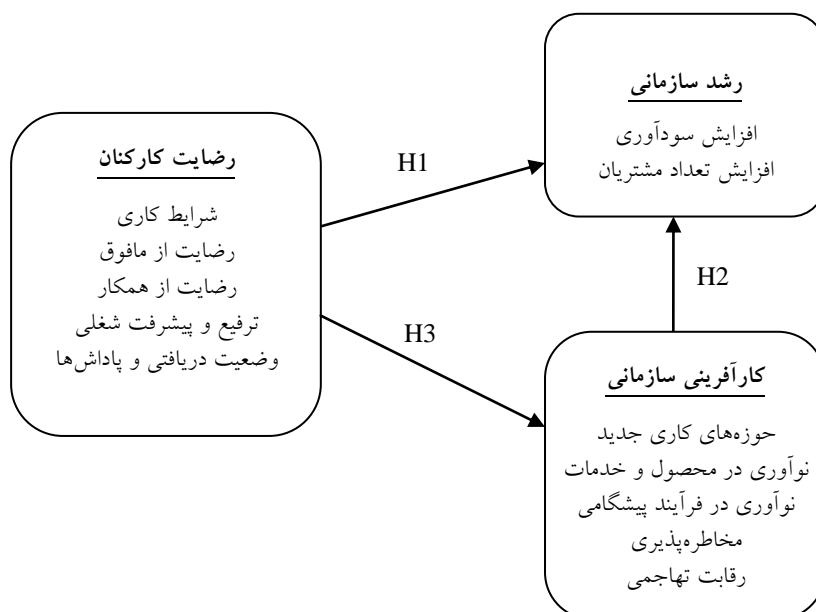 رشد سازمانی
افزایش سودآوری
افزایش تعداد مشتریان
رضایت کارکنان
شرایط کاری
رضایت از مافوق
رضایت از همکار
ترفیع و پیشرفت شغلی
وضعیت دریافتی و پاداش‌ها
H1
H2
H3
کارآفرینی سازمانی
حوزه‌های کاری جدید
نوآوری در محصول و خدمات
نوآوری در فرآیند پیشگامی
مخاطره‌پذیری
رقابت تهاجمی